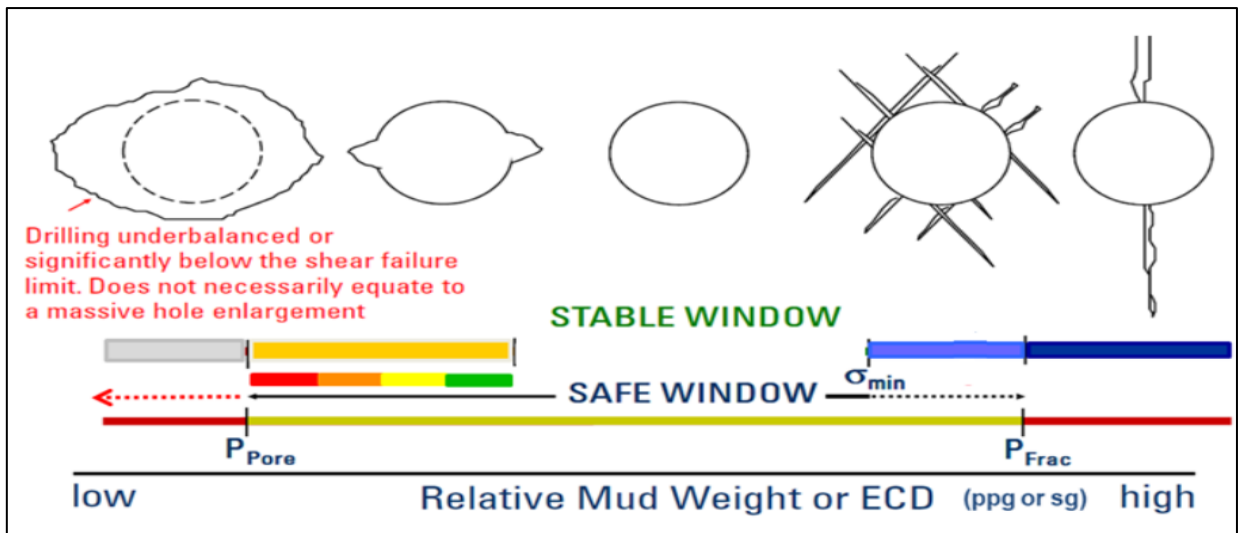 Drilling underbalanced or
significantly below the shear failure
limit. Does not necessarily equate to
a massive hole enlargement
STABLE WINDOW
σmin
SAFE WINDOW
PPore
PFrac
low Relative Mud Weight or ECD (ppg or sg) high